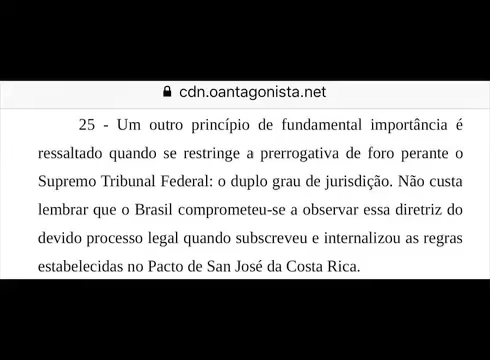 cdn.oantagonista.net
25 - Um outro princípio de fundamental importância é
ressaltado quando se restringe a prerrogativa de foro perante o
Supremo Tribunal Federal: o duplo grau de jurisdição. Não custa
lembrar que o Brasil comprometeu-se a observar essa diretriz do
devido processo legal quando subscreveu e internalizou as regras
estabelecidas no Pacto de San José da Costa Rica.